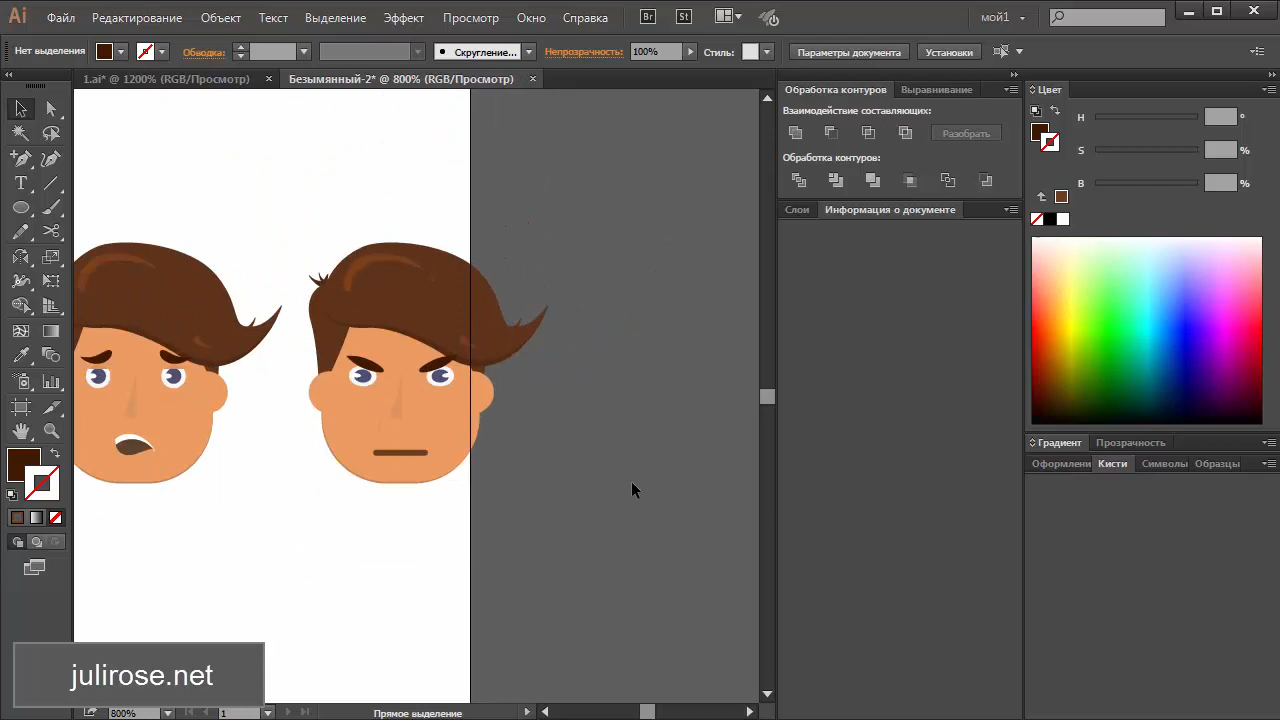 Ai Файл Редактирование Объект Текст Выделение Эффект Просмотр Окно Справка Br St мой1
Нет выделения Обводка: Скругление... Непрозрачность: 100% Стиль: Параметры документа Установки
1.ai* @ 1200% (RGB/Просмотр) × Безымянный-2* @ 800% (RGB/Просмотр) ×
Обработка контуров Выравнивание
Взаимодействие составляющих:
Разобрать
Обработка контуров:
Слои Информация о документе
Цвет
H °
S %
B %
Градиент Прозрачность
Оформлени Кисти Символы Образцы
julirose.net
800% 1 Прямое выделение